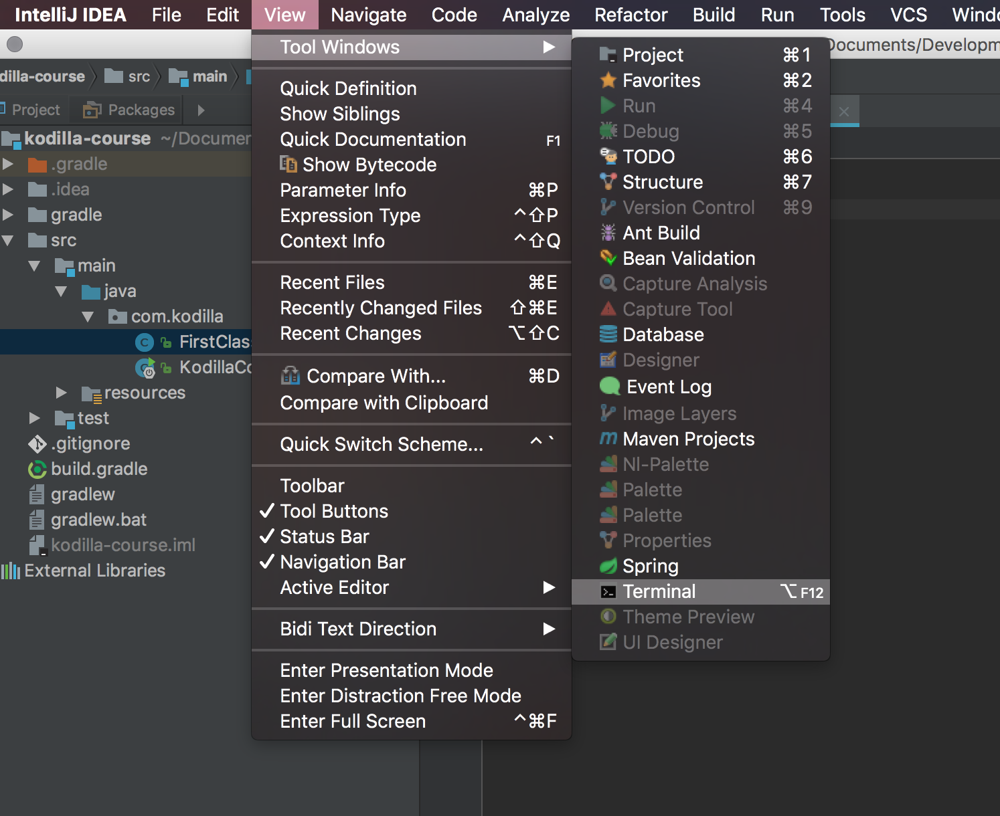 IntelliJ IDEA File Edit View Navigate Code Analyze Refactor Build Run Tools VCS
Documents/Developm
dilla-course src main
Project Packages
kodilla-course ~/Documen
.gradle
.idea
gradle
src
main
java
com.kodilla
FirstClas
KodillaCo
resources
test
.gitignore
build.gradle
gradlew
gradlew.bat
kodilla-course.iml
External Libraries
Tool Windows
Quick Definition
Show Siblings
Quick Documentation F1
Show Bytecode
Parameter Info ⌘P
Expression Type ^⇧P
Context Info ^⇧Q
Recent Files ⌘E
Recently Changed Files ⇧⌘E
Recent Changes ⌥⇧C
Compare With... ⌘D
Compare with Clipboard
Quick Switch Scheme... ^`
Toolbar
✓ Tool Buttons
✓ Status Bar
✓ Navigation Bar
Active Editor
Bidi Text Direction
Enter Presentation Mode
Enter Distraction Free Mode
Enter Full Screen ^⌘F
Project ⌘1
Favorites ⌘2
Run ⌘4
Debug ⌘5
TODO ⌘6
Structure ⌘7
Version Control ⌘9
Ant Build
Bean Validation
Capture Analysis
Capture Tool
Database
Designer
Event Log
Image Layers
Maven Projects
NI-Palette
Palette
Palette
Properties
Spring
Terminal ⌥F12
Theme Preview
UI Designer